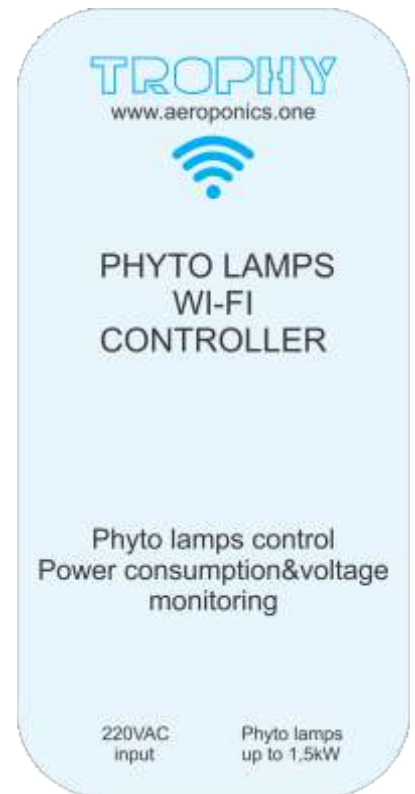 TROPHY
www.aeroponics.one
PHYTO LAMPS
WI-FI
CONTROLLER
Phyto lamps control
Power consumption&voltage
monitoring
220VAC
input
Phyto lamps
up to 1,5kW